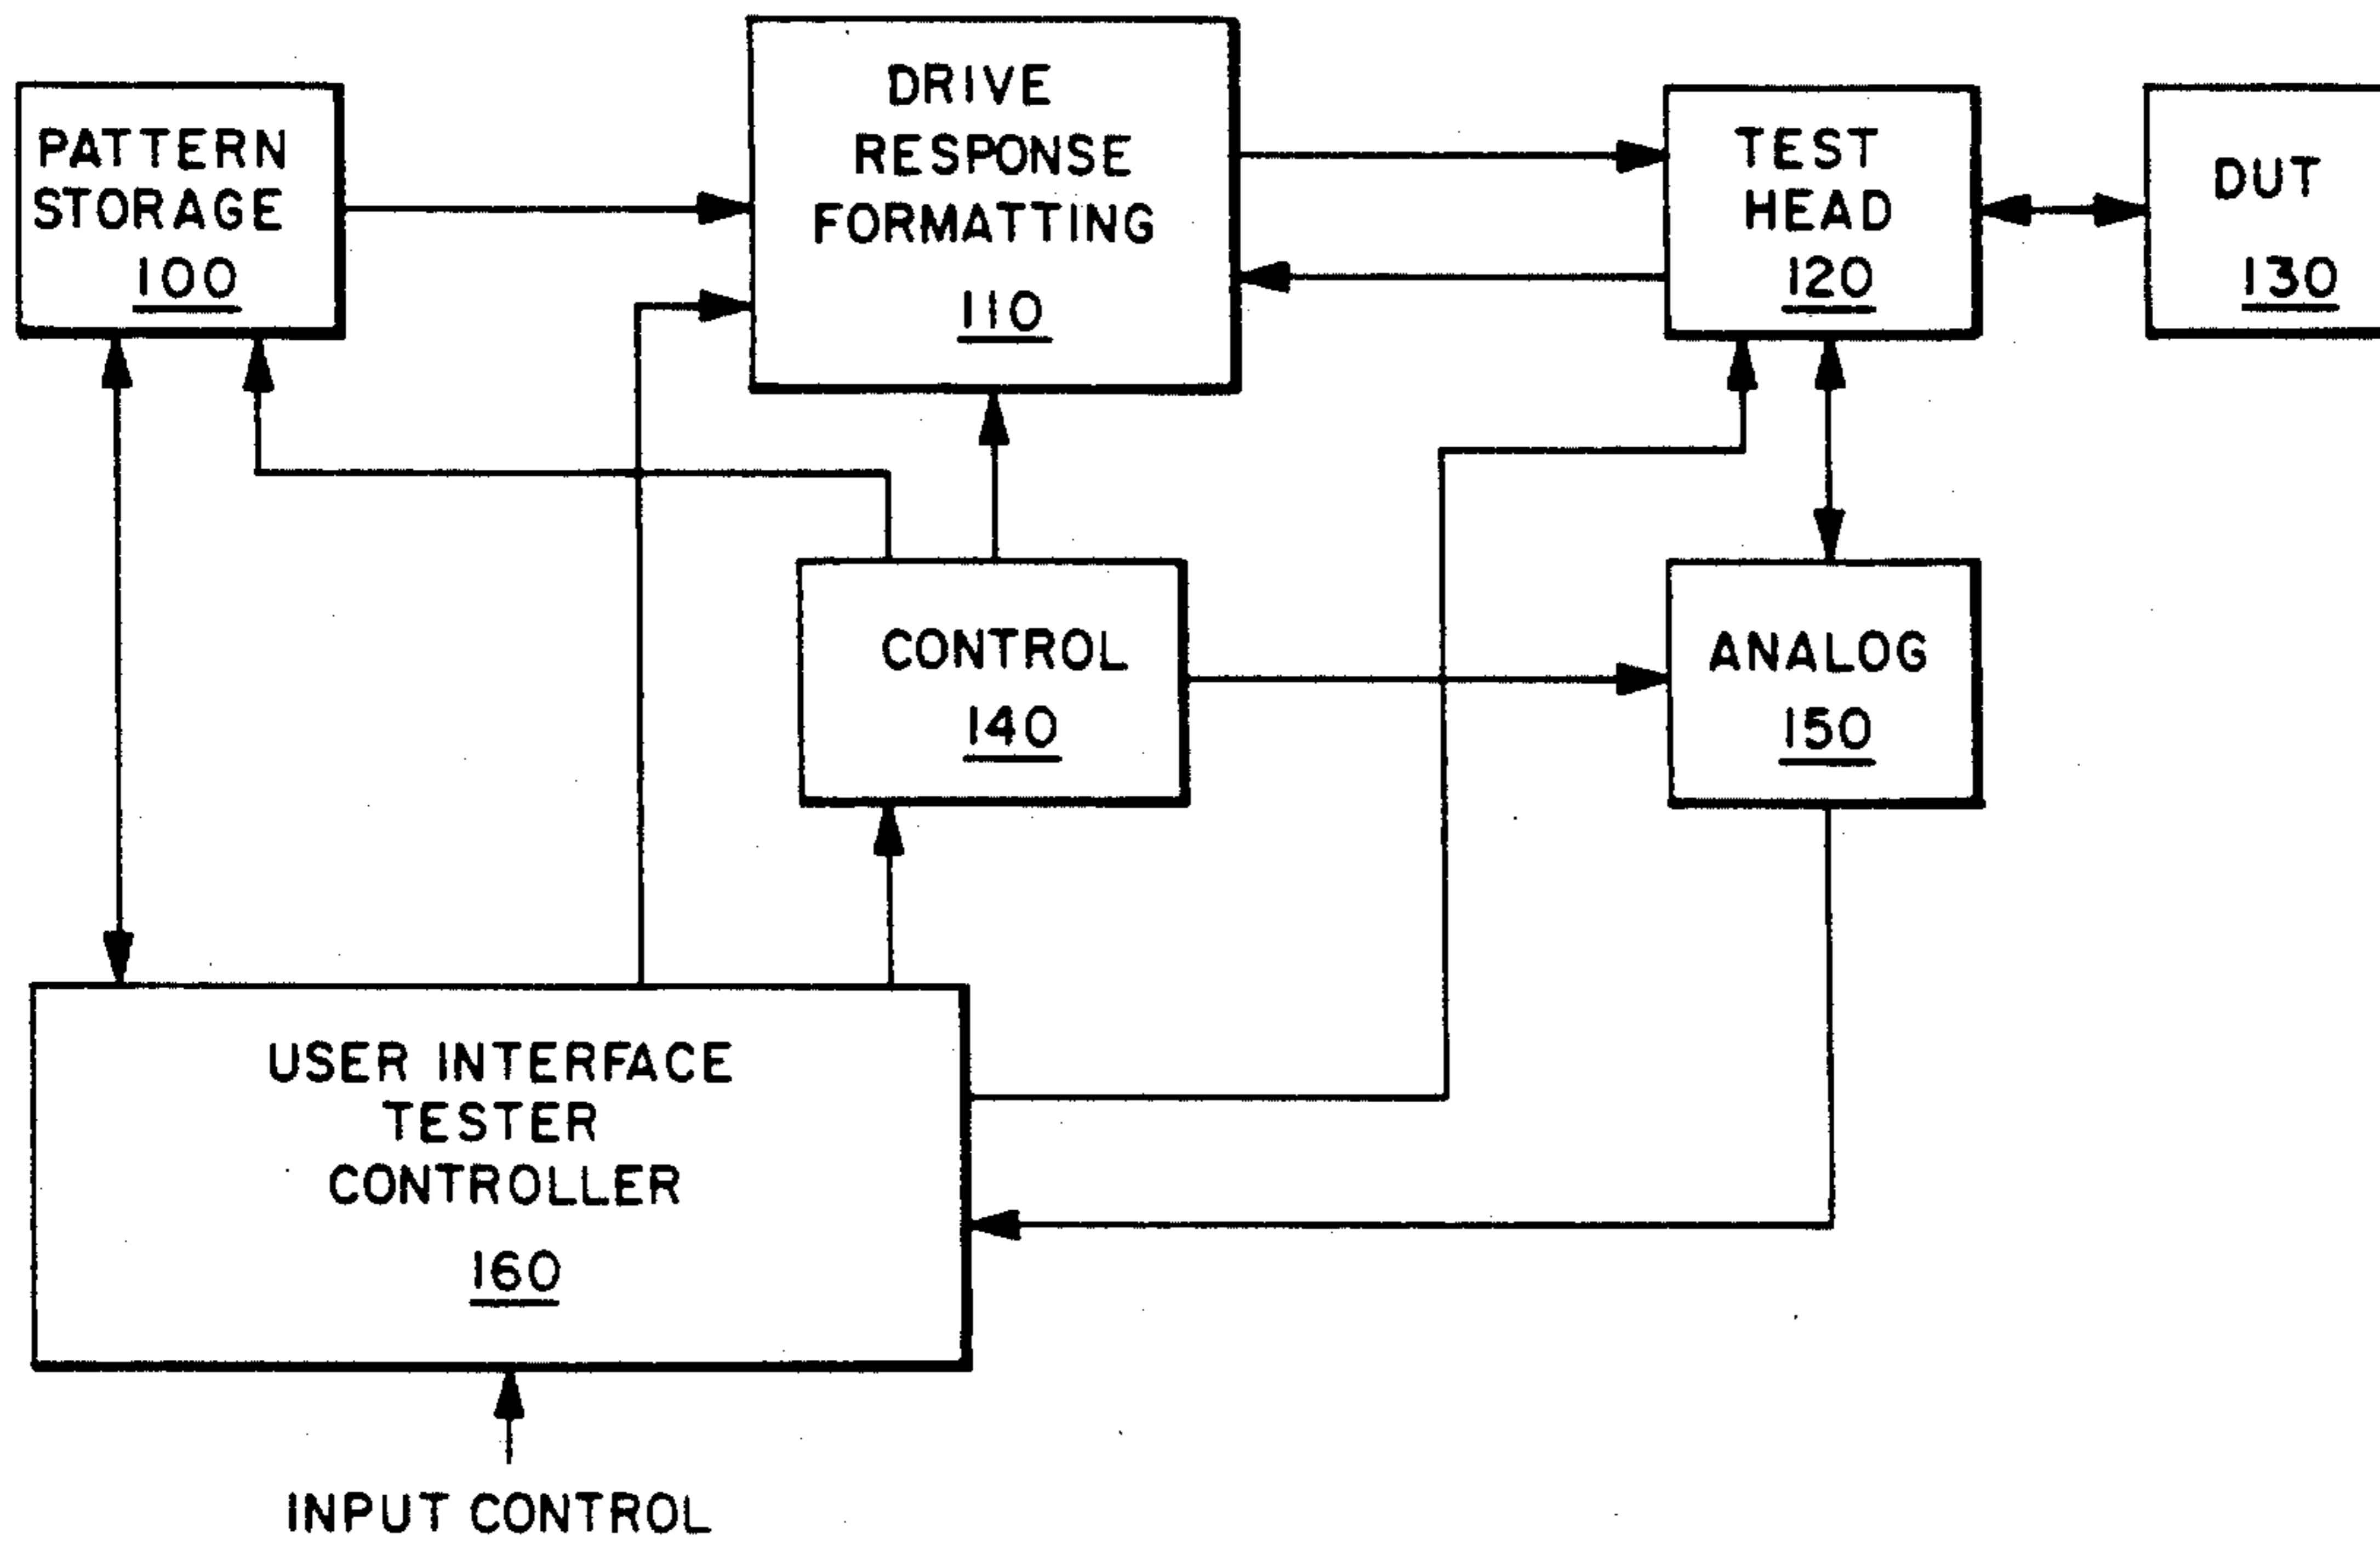 PATTERN
STORAGE
100
DRIVE
RESPONSE
FORMATTING
110
TEST
HEAD
120
DUT
130
CONTROL
140
ANALOG
150
USER INTERFACE
TESTER
CONTROLLER
160
INPUT CONTROL